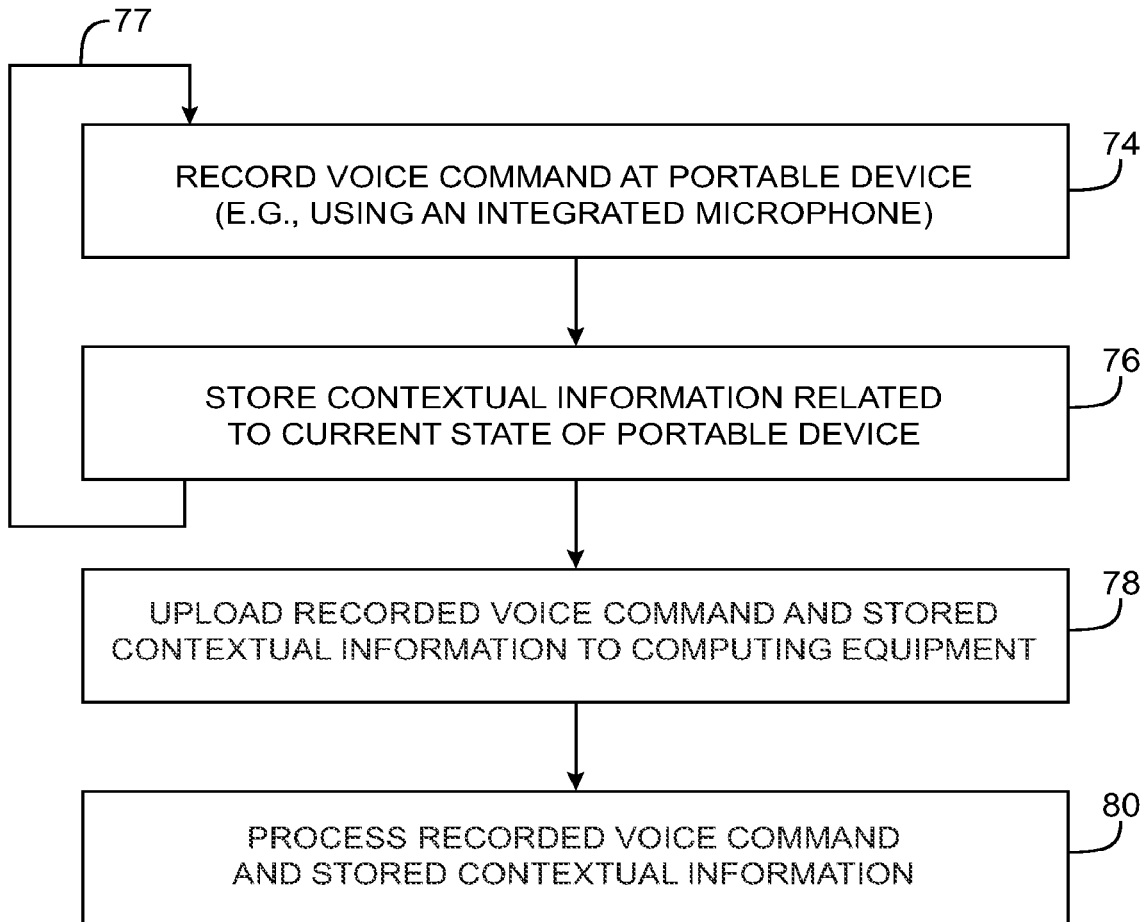 77
74
RECORD VOICE COMMAND AT PORTABLE DEVICE
(E.G., USING AN INTEGRATED MICROPHONE)
76
STORE CONTEXTUAL INFORMATION RELATED
TO CURRENT STATE OF PORTABLE DEVICE
78
UPLOAD RECORDED VOICE COMMAND AND STORED
CONTEXTUAL INFORMATION TO COMPUTING EQUIPMENT
80
PROCESS RECORDED VOICE COMMAND
AND STORED CONTEXTUAL INFORMATION